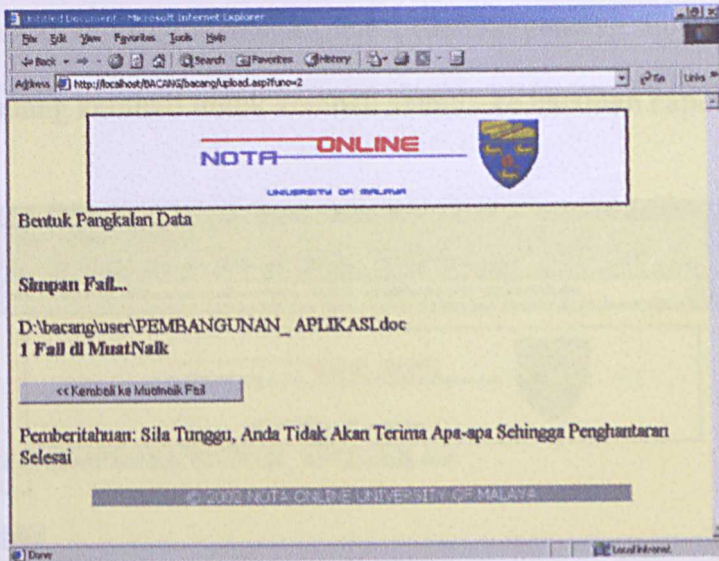 Untitled Document - Microsoft Internet Explorer
File Edit View Favorites Tools Help
Back Search Favorites History
Address http://localhost/BACANG/bacang/upload.asp?funo=2 Go Links »
NOTA ONLINE
UNIVERSITY OF MALAYA
Bentuk Pangkalan Data
Simpan Fail...
D:\bacang\user\PEMBANGUNAN_ APLIKASI.doc
1 Fail di MuatNaik
<< Kembali ke Muatnaik Fail
Pemberitahuan: Sila Tunggu, Anda Tidak Akan Terima Apa-apa Sehingga Penghantaran
Selesai
© 2002 NOTA ONLINE UNIVERSITY OF MALAYA
Done Local intranet